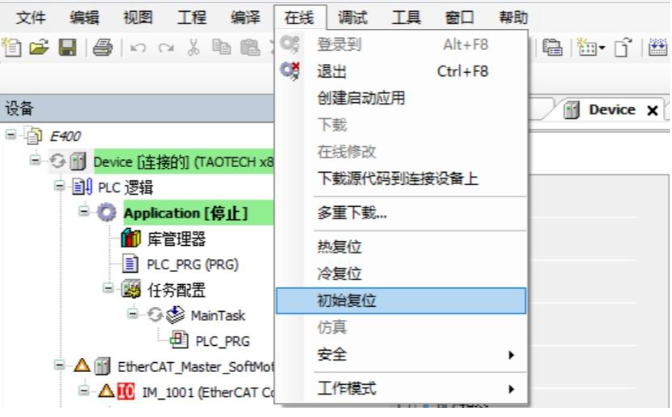 文件 编辑 视图 工程 编译 在线 调试 工具 窗口 帮助
登录到 Alt+F8
退出 Ctrl+F8
创建启动应用
下载
在线修改
下载源代码到连接设备上
多重下载...
热复位
冷复位
初始复位
仿真
安全
工作模式
设备
E400
Device [连接的] (TAOTECH x8
PLC 逻辑
Application [停止]
库管理器
PLC_PRG (PRG)
任务配置
MainTask
PLC_PRG
EtherCAT_Master_SoftMot
IM_1001 (EtherCAT Co
Device